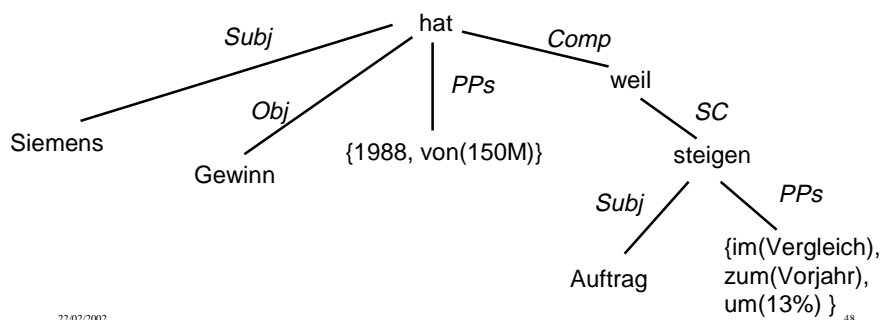 hat
Subj
Comp
Obj
PPs
weil
SC
Siemens
Gewinn
{1988, von(150M)}
steigen
Subj
PPs
Auftrag
{im(Vergleich),
zum(Vorjahr),
um(13%) }
22/02/2002
48